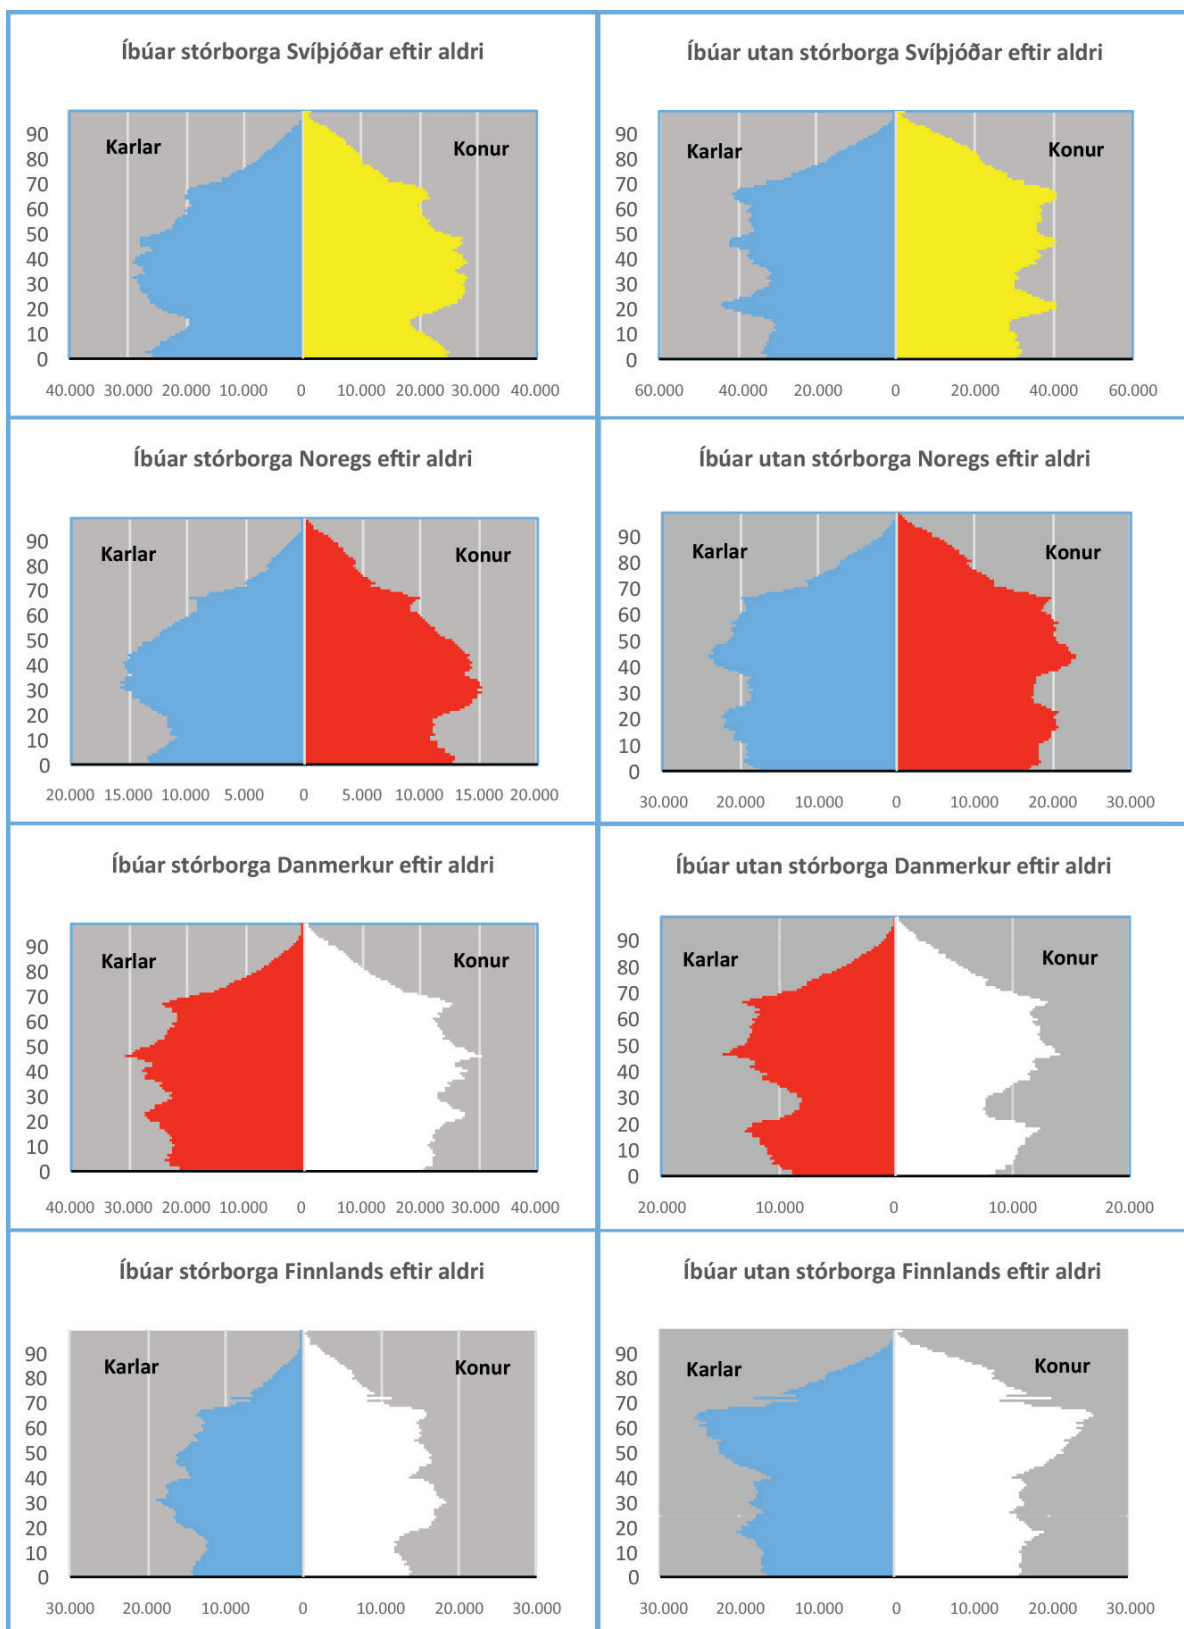 Íbúar stórborga Svíþjóðar eftir aldri
Karlar
Konur
90
80
70
60
50
40
30
20
10
0
40.000 30.000 20.000 10.000 0 10.000 20.000 30.000 40.000
Íbúar utan stórborga Svíþjóðar eftir aldri
Karlar
Konur
90
80
70
60
50
40
30
20
10
0
60.000 40.000 20.000 0 20.000 40.000 60.000
Íbúar stórborga Noregs eftir aldri
Karlar
Konur
90
80
70
60
50
40
30
20
10
0
20.000 15.000 10.000 5.000 0 5.000 10.000 15.000 20.000
Íbúar utan stórborga Noregs eftir aldri
Karlar
Konur
90
80
70
60
50
40
30
20
10
0
30.000 20.000 10.000 0 10.000 20.000 30.000
Íbúar stórborga Danmerkur eftir aldri
Karlar
Konur
90
80
70
60
50
40
30
20
10
0
40.000 30.000 20.000 10.000 0 10.000 20.000 30.000 40.000
Íbúar utan stórborga Danmerkur eftir aldri
Karlar
Konur
90
80
70
60
50
40
30
20
10
0
20.000 10.000 0 10.000 20.000
Íbúar stórborga Finnlands eftir aldri
Karlar
Konur
90
80
70
60
50
40
30
20
10
0
30.000 20.000 10.000 0 10.000 20.000 30.000
Íbúar utan stórborga Finnlands eftir aldri
Karlar
Konur
90
80
70
60
50
40
30
20
10
0
30.000 20.000 10.000 0 10.000 20.000 30.000